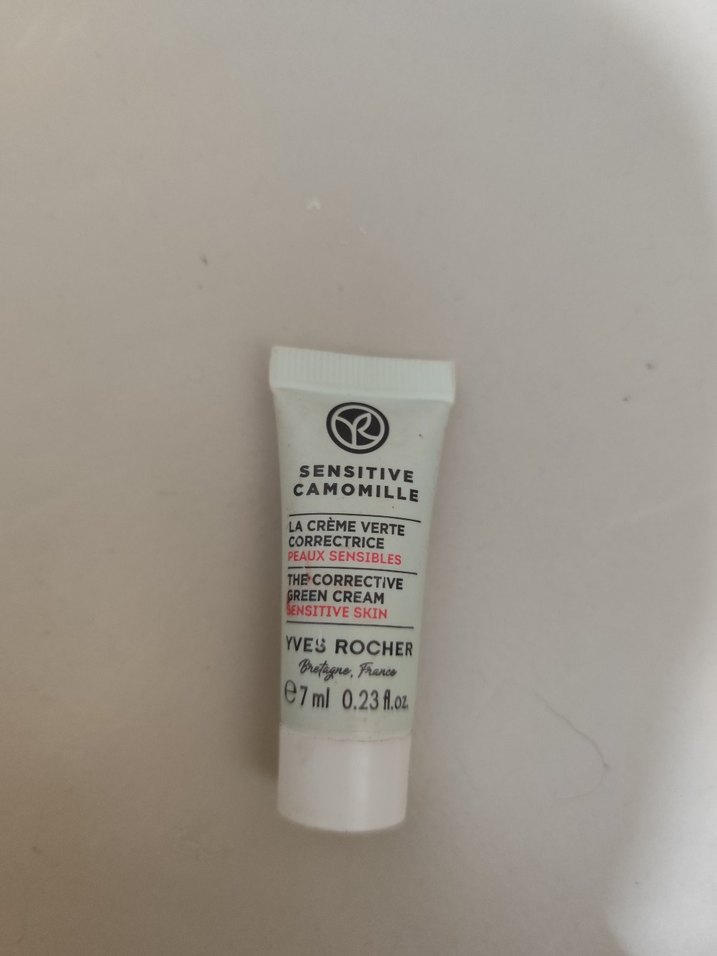 SENSITIVE
CAMOMILLE
LA CRÈME VERTE
CORRECTRICE
PEAUX SENSIBLES
THE CORRECTIVE
GREEN CREAM
SENSITIVE SKIN
YVES ROCHER
Bretagne, France
e 7 ml 0.23 fl.oz.